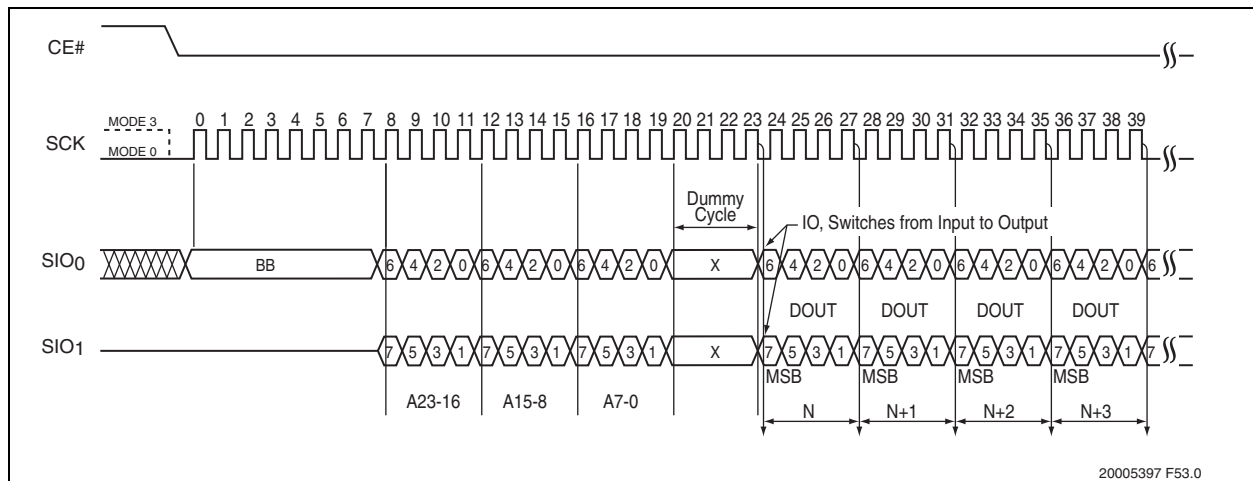 CE#
MODE 3
0 1 2 3 4 5 6 7 8 9 10 11 12 13 14 15 16 17 18 19 20 21 22 23 24 25 26 27 28 29 30 31 32 33 34 35 36 37 38 39
SCK
MODE 0
Dummy
Cycle
IO, Switches from Input to Output
SIO0
BB
6 4 2 0 6 4 2 0 6 4 2 0 X 6 4 2 0 6 4 2 0 6 4 2 0 6 4 2 0 6
DOUT DOUT DOUT DOUT
SIO1
7 5 3 1 7 5 3 1 7 5 3 1 X 7 5 3 1 7 5 3 1 7 5 3 1 7 5 3 1 7
MSB MSB MSB MSB
A23-16 A15-8 A7-0
N N+1 N+2 N+3
20005397 F53.0